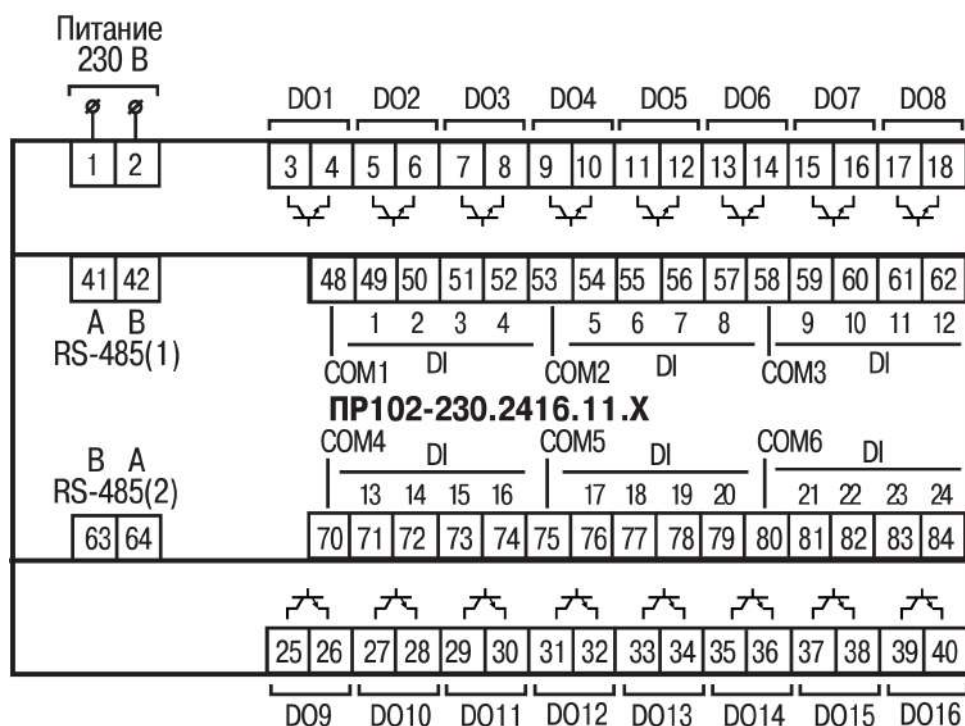 Питание
230 В
DO1 DO2 DO3 DO4 DO5 DO6 DO7 DO8
1 2 3 4 5 6 7 8 9 10 11 12 13 14 15 16 17 18
41 42 48 49 50 51 52 53 54 55 56 57 58 59 60 61 62
A B 1 2 3 4 5 6 7 8 9 10 11 12
RS-485(1) COM1 DI COM2 DI COM3 DI
ПР102-230.2416.11.X
COM4 DI COM5 DI COM6 DI
B A 13 14 15 16 17 18 19 20 21 22 23 24
RS-485(2)
63 64 70 71 72 73 74 75 76 77 78 79 80 81 82 83 84
25 26 27 28 29 30 31 32 33 34 35 36 37 38 39 40
DO9 DO10 DO11 DO12 DO13 DO14 DO15 DO16